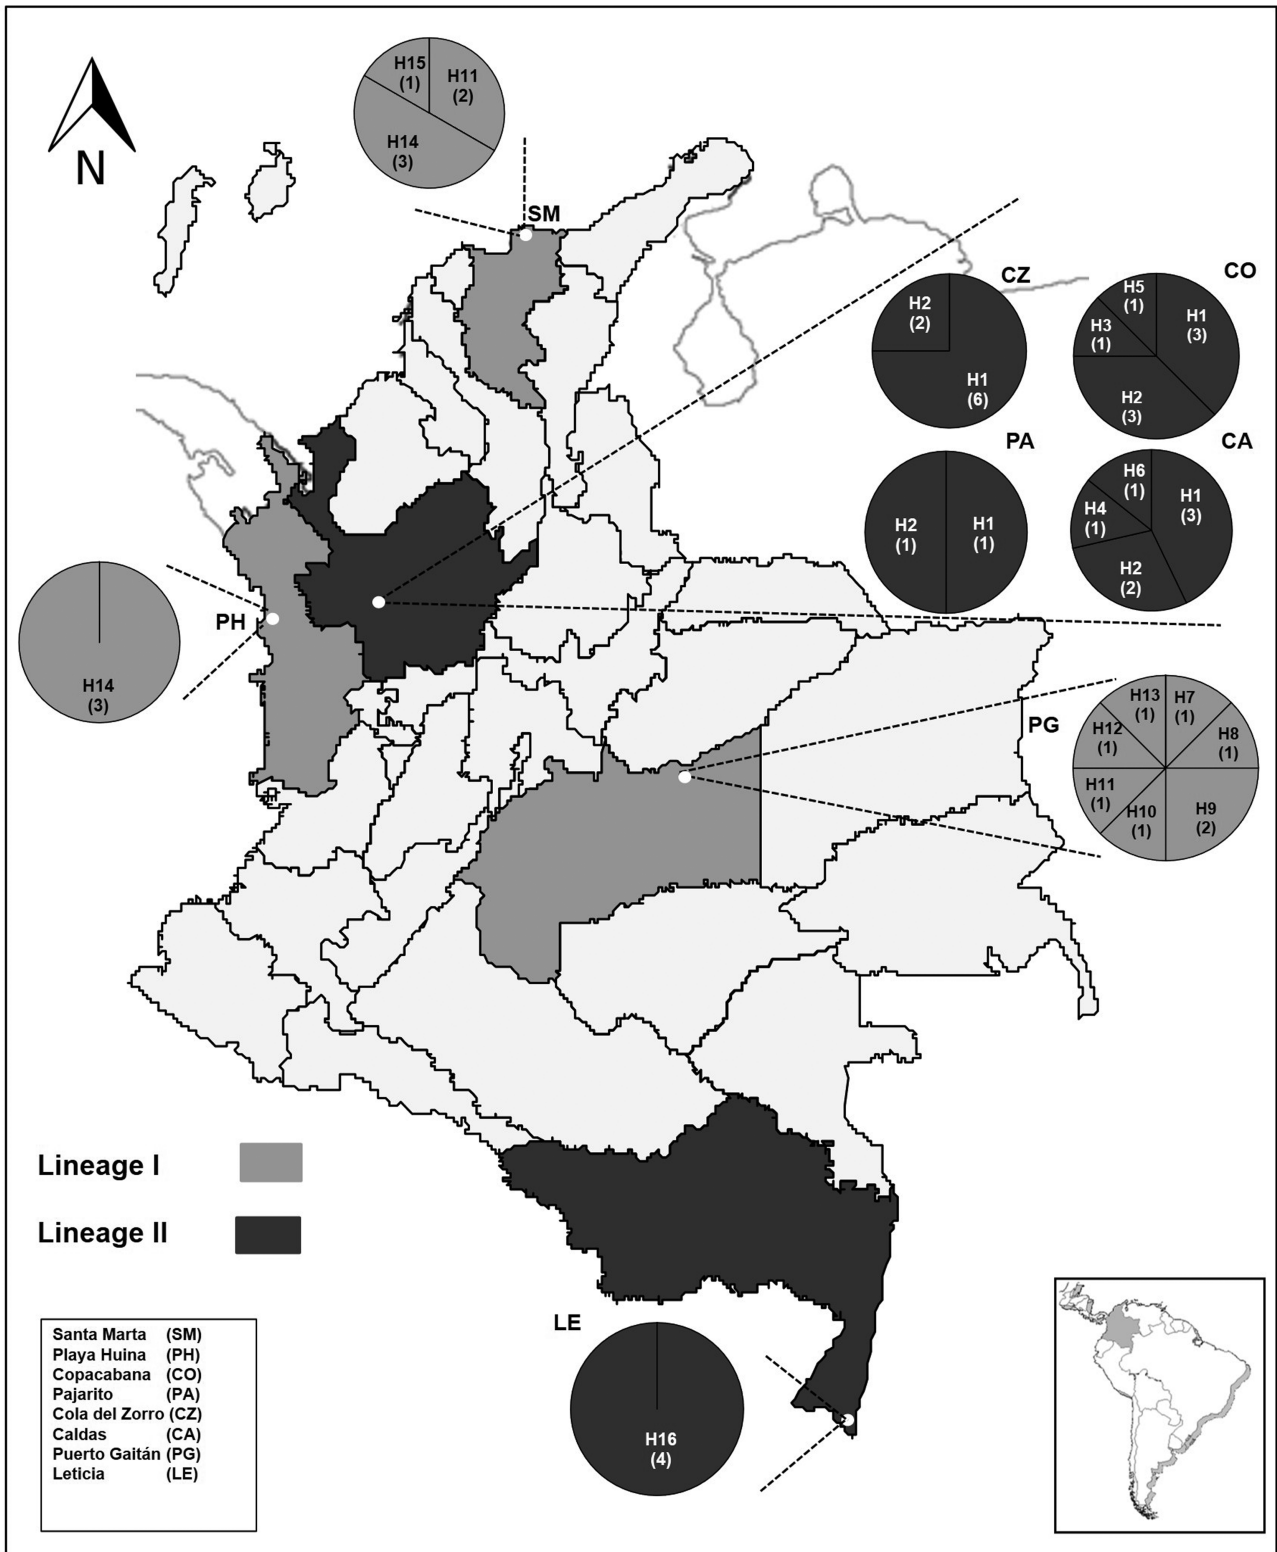 H15
(1)
H11
(2)
H14
(3)
N
SM
CZ
H2
(2)
H1
(6)
CO
H5
(1)
H1
(3)
H3
(1)
H2
(3)
PA
H2
(1)
H1
(1)
CA
H6
(1)
H1
(3)
H4
(1)
H2
(2)
PH
H14
(3)
PG
H13
(1)
H7
(1)
H12
(1)
H8
(1)
H11
(1)
H10
(1)
H9
(2)
Lineage I
Lineage II
LE
H16
(4)
Santa Marta (SM)
Playa Huina (PH)
Copacabana (CO)
Pajarito (PA)
Cola del Zorro (CZ)
Caldas (CA)
Puerto Gaitán (PG)
Leticia (LE)